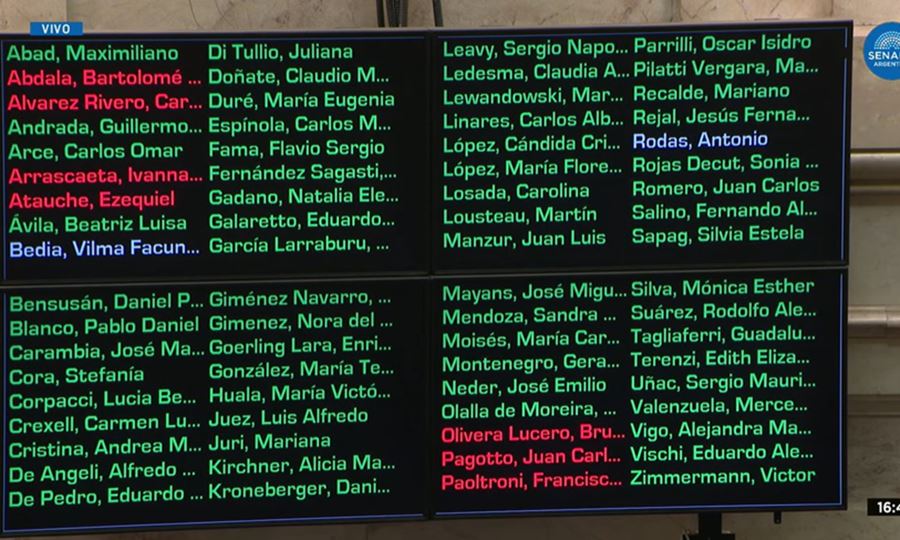 VIVO
SENA
ARGENTI
Abad, Maximiliano
Abdala, Bartolomé ...
Alvarez Rivero, Car...
Andrada, Guillermo...
Arce, Carlos Omar
Arrascaeta, Ivanna...
Atauche, Ezequiel
Ávila, Beatriz Luisa
Bedia, Vilma Facun...
Di Tullio, Juliana
Doñate, Claudio M...
Duré, María Eugenia
Espínola, Carlos M...
Fama, Flavio Sergio
Fernández Sagasti,...
Gadano, Natalia Ele...
Galaretto, Eduardo...
García Larraburu, ...
Leavy, Sergio Napo...
Ledesma, Claudia A...
Lewandowski, Mar...
Linares, Carlos Alb...
López, Cándida Cri...
López, María Flore...
Losada, Carolina
Lousteau, Martín
Manzur, Juan Luis
Parrilli, Oscar Isidro
Pilatti Vergara, Ma...
Recalde, Mariano
Rejal, Jesús Ferna...
Rodas, Antonio
Rojas Decut, Sonia ...
Romero, Juan Carlos
Salino, Fernando Al...
Sapag, Silvia Estela
Bensusán, Daniel P...
Blanco, Pablo Daniel
Carambia, José Ma...
Cora, Stefanía
Corpacci, Lucia Be...
Crexell, Carmen Lu...
Cristina, Andrea M...
De Angeli, Alfredo ...
De Pedro, Eduardo ...
Giménez Navarro, ...
Gimenez, Nora del ...
Goerling Lara, Enri...
González, María Te...
Huala, María Victó...
Juez, Luis Alfredo
Juri, Mariana
Kirchner, Alicia Ma...
Kroneberger, Dani...
Mayans, José Migu...
Mendoza, Sandra ...
Moisés, María Car...
Montenegro, Gera...
Neder, José Emilio
Olalla de Moreira, ...
Olivera Lucero, Bru...
Pagotto, Juan Carl...
Paoltroni, Francisc...
Silva, Mónica Esther
Suárez, Rodolfo Ale...
Tagliaferri, Guadalu...
Terenzi, Edith Eliza...
Uñac, Sergio Mauri...
Valenzuela, Merce...
Vigo, Alejandra Ma...
Vischi, Eduardo Ale...
Zimmermann, Victor
16:4